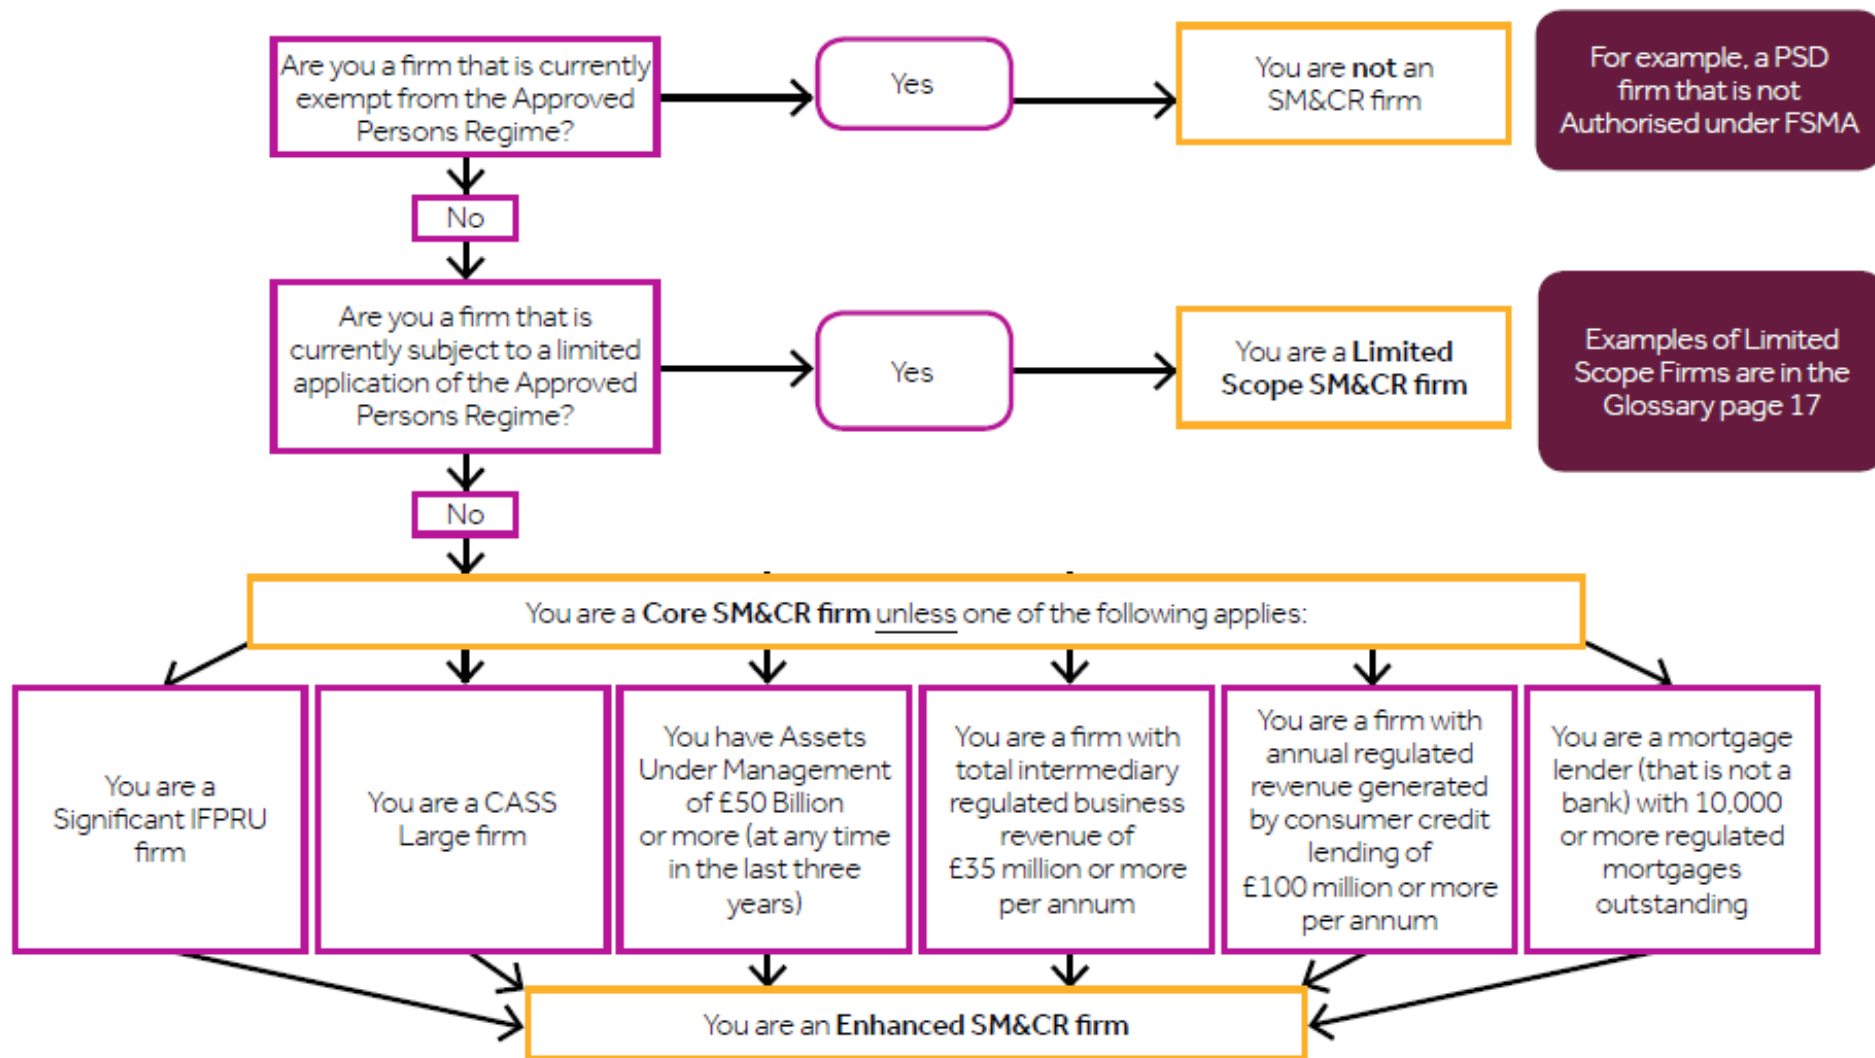 Are you a firm that is currently
exempt from the Approved
Persons Regime?
Yes
You are not an
SM&CR firm
For example, a PSD
firm that is not
Authorised under FSMA
No
Are you a firm that is
currently subject to a limited
application of the Approved
Persons Regime?
Yes
You are a Limited
Scope SM&CR firm
Examples of Limited
Scope Firms are in the
Glossary page 17
No
You are a Core SM&CR firm unless one of the following applies:
You are a
Significant IFPRU
firm
You are a CASS
Large firm
You have Assets
Under Management
of £50 Billion
or more (at any time
in the last three
years)
You are a firm with
total intermediary
regulated business
revenue of
£35 million or more
per annum
You are a firm with
annual regulated
revenue generated
by consumer credit
lending of
£100 million or more
per annum
You are a mortgage
lender (that is not a
bank) with 10,000
or more regulated
mortgages
outstanding
You are an Enhanced SM&CR firm